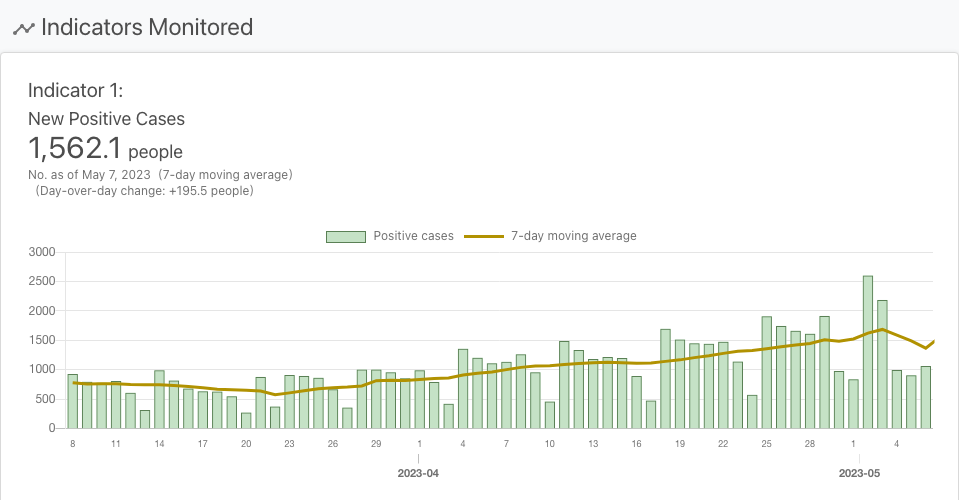 Indicators Monitored
Indicator 1:
New Positive Cases
1,562.1 people
No. as of May 7, 2023 (7-day moving average)
(Day-over-day change: +195.5 people)
Positive cases 7-day moving average
3000
2500
2000
1500
1000
500
0
8 11 14 17 20 23 26 29 1 4 7 10 13 16 19 22 25 28 1 4
2023-04 2023-05